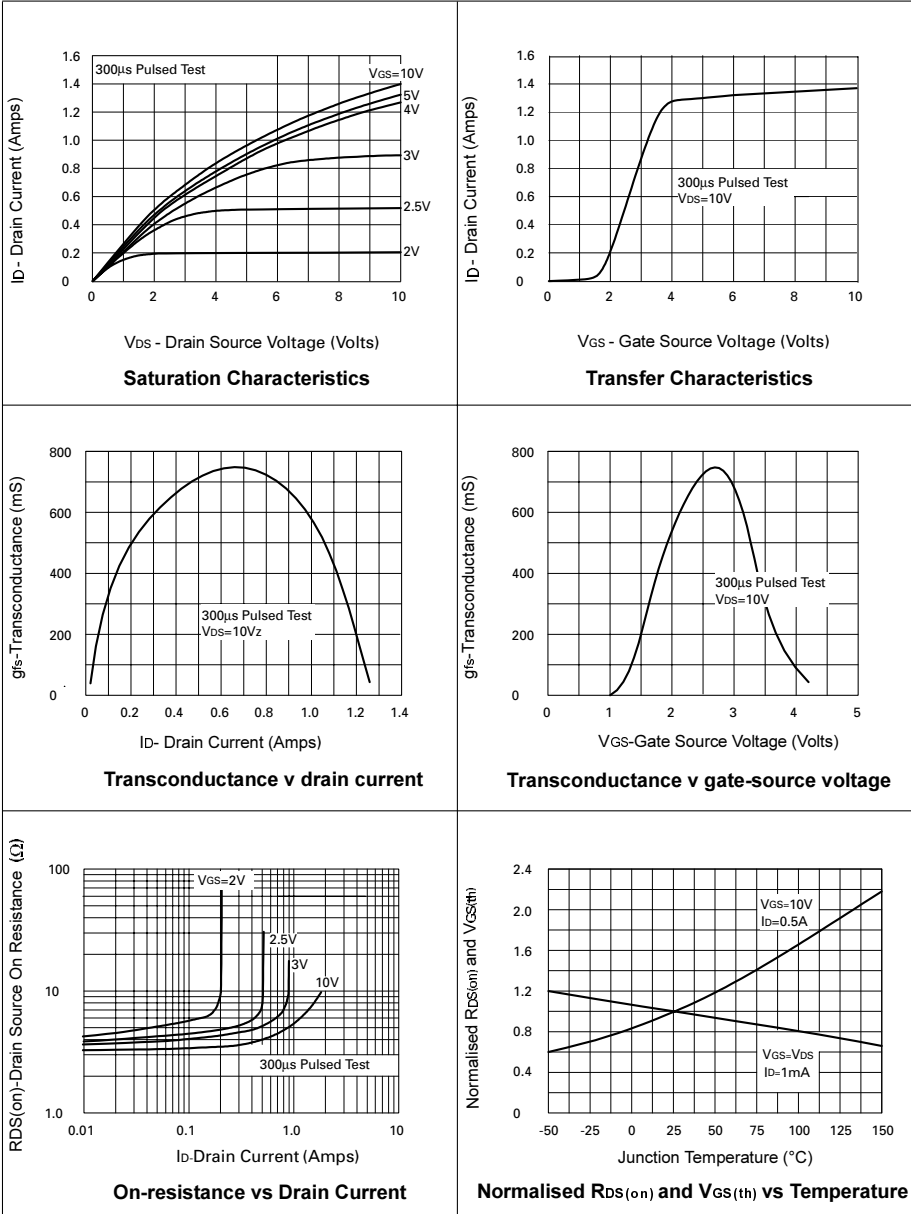 300µs Pulsed Test
VGS=10V
5V
4V
3V
2.5V
2V
1.6
1.4
1.2
1.0
0.8
0.6
0.4
0.2
0
0 2 4 6 8 10
ID- Drain Current (Amps)
VDS - Drain Source Voltage (Volts)
Saturation Characteristics
1.6
1.4
1.2
1.0
0.8
0.6
0.4
0.2
0
0 2 4 6 8 10
ID - Drain Current (Amps)
300µs Pulsed Test
VDS=10V
VGS - Gate Source Voltage (Volts)
Transfer Characteristics
800
600
400
200
0
0 0.2 0.4 0.6 0.8 1.0 1.2 1.4
gfs-Transconductance (mS)
300µs Pulsed Test
VDS=10Vz
ID- Drain Current (Amps)
Transconductance v drain current
800
600
400
200
0
0 1 2 3 4 5
gfs-Transconductance (mS)
300µs Pulsed Test
VDS=10V
VGS-Gate Source Voltage (Volts)
Transconductance v gate-source voltage
100
10
1.0
0.01 0.1 1.0 10
RDS(on)-Drain Source On Resistance (Ω)
VGS=2V
2.5V
3V
10V
300µs Pulsed Test
ID-Drain Current (Amps)
On-resistance vs Drain Current
2.4
2.0
1.6
1.2
0.8
0.4
0
-50 -25 0 25 50 75 100 125 150
Normalised RDS(on) and VGS(th)
VGS=10V
ID=0.5A
VGS=VDS
ID=1mA
Junction Temperature (°C)
Normalised RDS(on) and VGS(th) vs Temperature